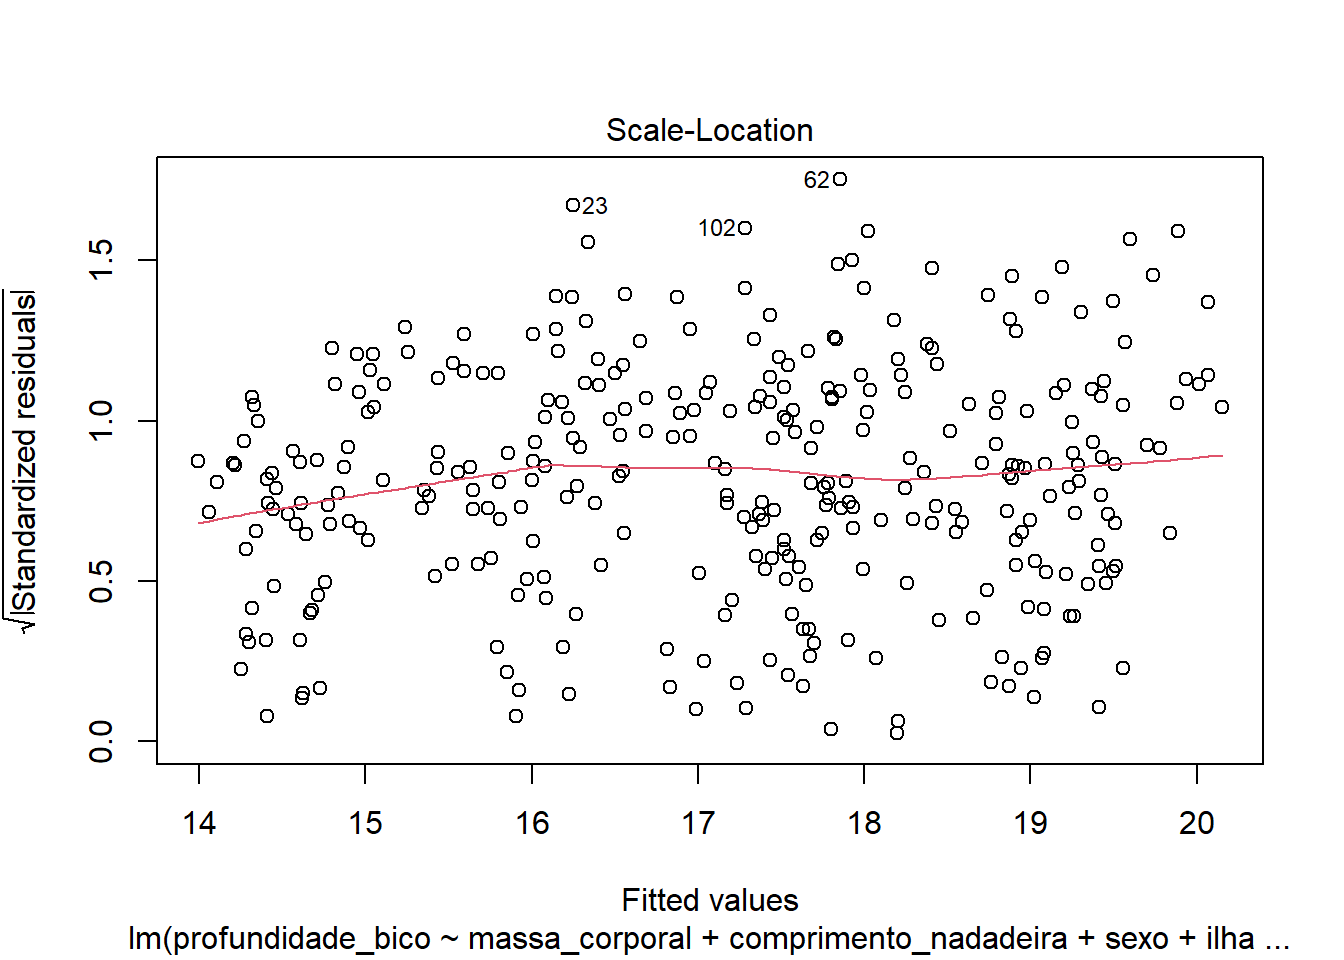 Scale-Location
√|Standardized residuals|
1.5
1.0
0.5
0.0
62
23
102
14 15 16 17 18 19 20
Fitted values
lm(profundidade_bico ~ massa_corporal + comprimento_nadadeira + sexo + ilha ...